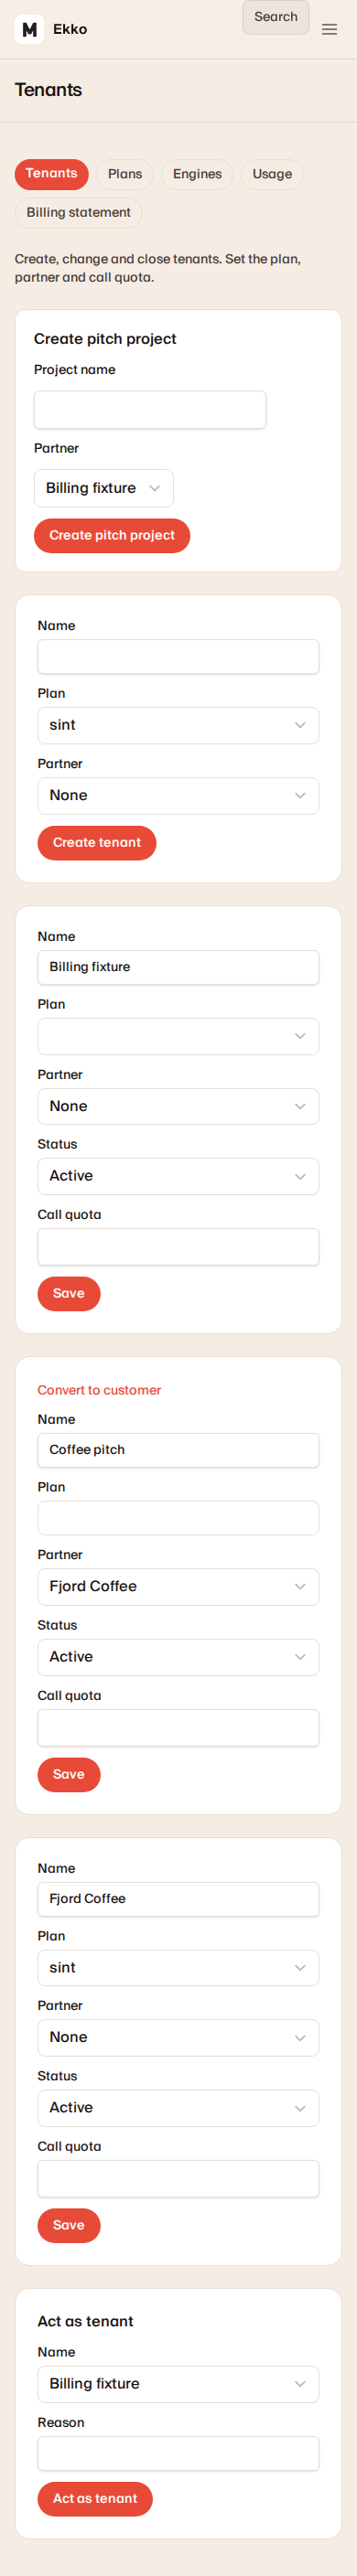 M Ekko
Search
Tenants
Tenants Plans Engines Usage
Billing statement
Create, change and close tenants. Set the plan,
partner and call quota.
Create pitch project
Project name
Partner
Billing fixture
Create pitch project
Name
Plan
sint
Partner
None
Create tenant
Name
Billing fixture
Plan
Partner
None
Status
Active
Call quota
Save
Convert to customer
Name
Coffee pitch
Plan
Partner
Fjord Coffee
Status
Active
Call quota
Save
Name
Fjord Coffee
Plan
sint
Partner
None
Status
Active
Call quota
Save
Act as tenant
Name
Billing fixture
Reason
Act as tenant